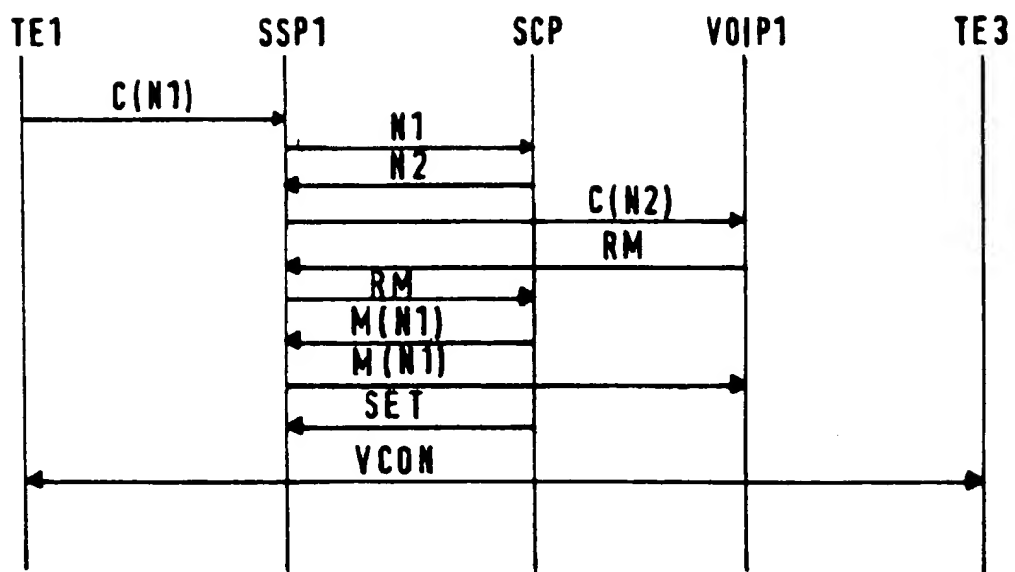 TE1 SSP1 SCP VOIP1 TE3
C(N1)
N1
N2
C(N2)
RM
RM
M(N1)
M(N1)
SET
VCON